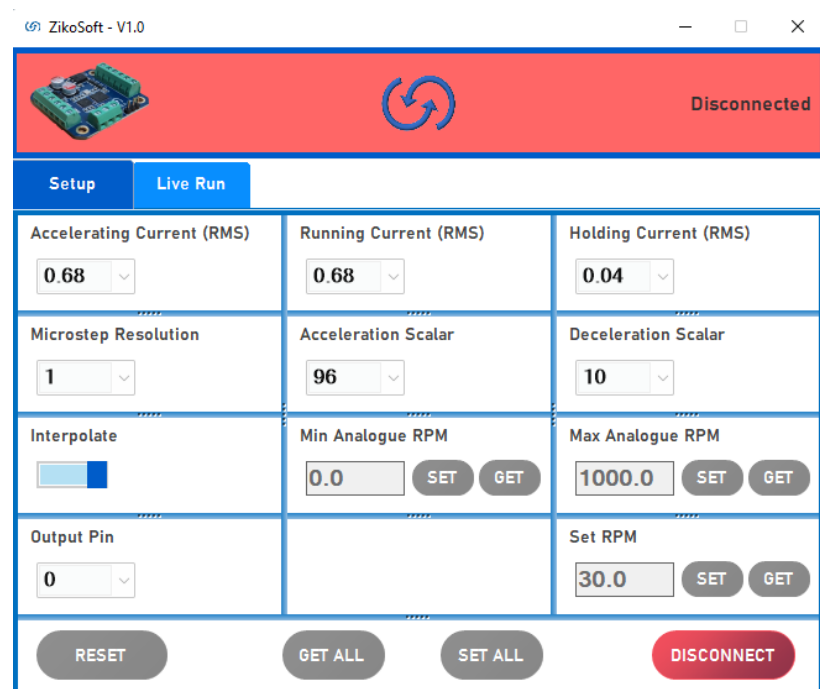 ZikoSoft - V1.0
Disconnected
Setup Live Run
Accelerating Current (RMS) Running Current (RMS) Holding Current (RMS)
0.68 0.68 0.04
Microstep Resolution Acceleration Scalar Deceleration Scalar
1 96 10
Interpolate Min Analogue RPM Max Analogue RPM
0.0 SET GET 1000.0 SET GET
Output Pin Set RPM
0 30.0 SET GET
RESET GET ALL SET ALL DISCONNECT